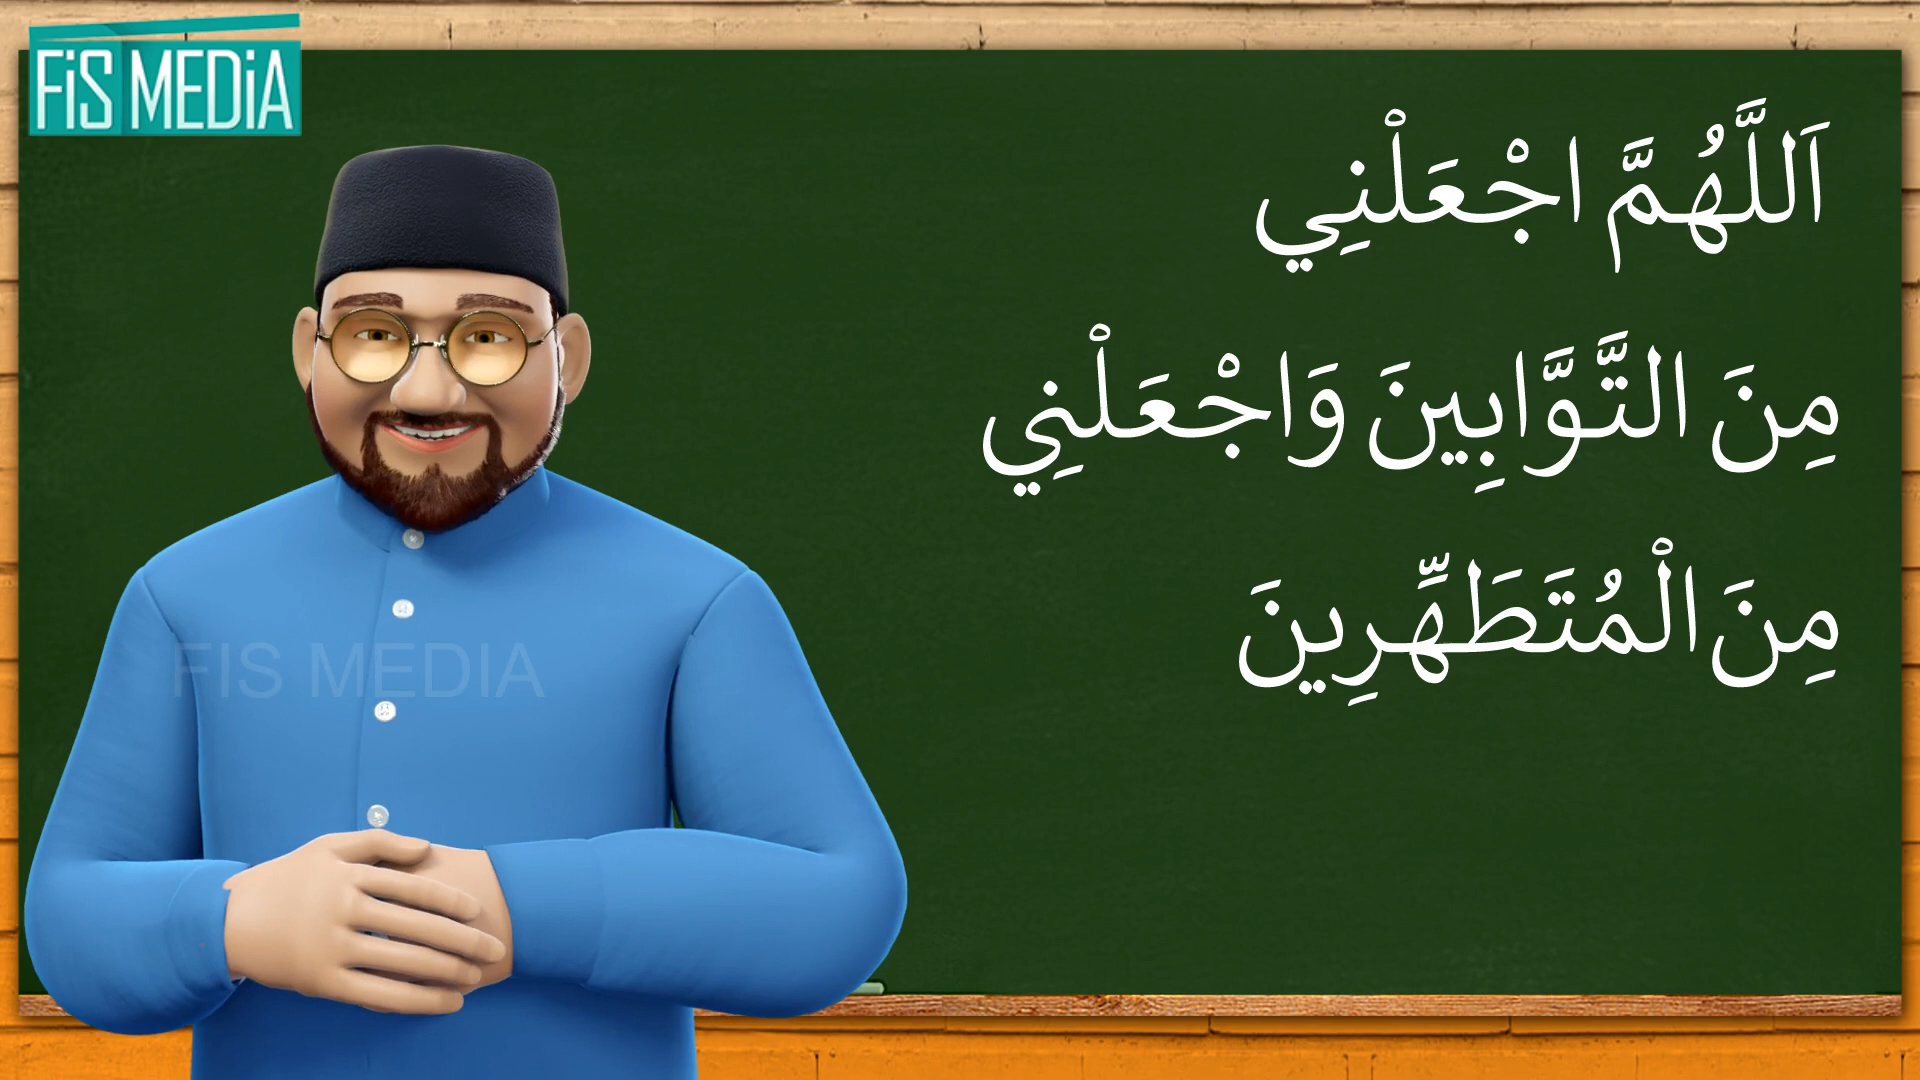 FiS MEDiA
اَللَّهُمَّ اجْعَلْنِي
مِنَ التَّوَّابِينَ وَاجْعَلْنِي
مِنَ الْمُتَطَهِّرِينَ
FIS MEDIA